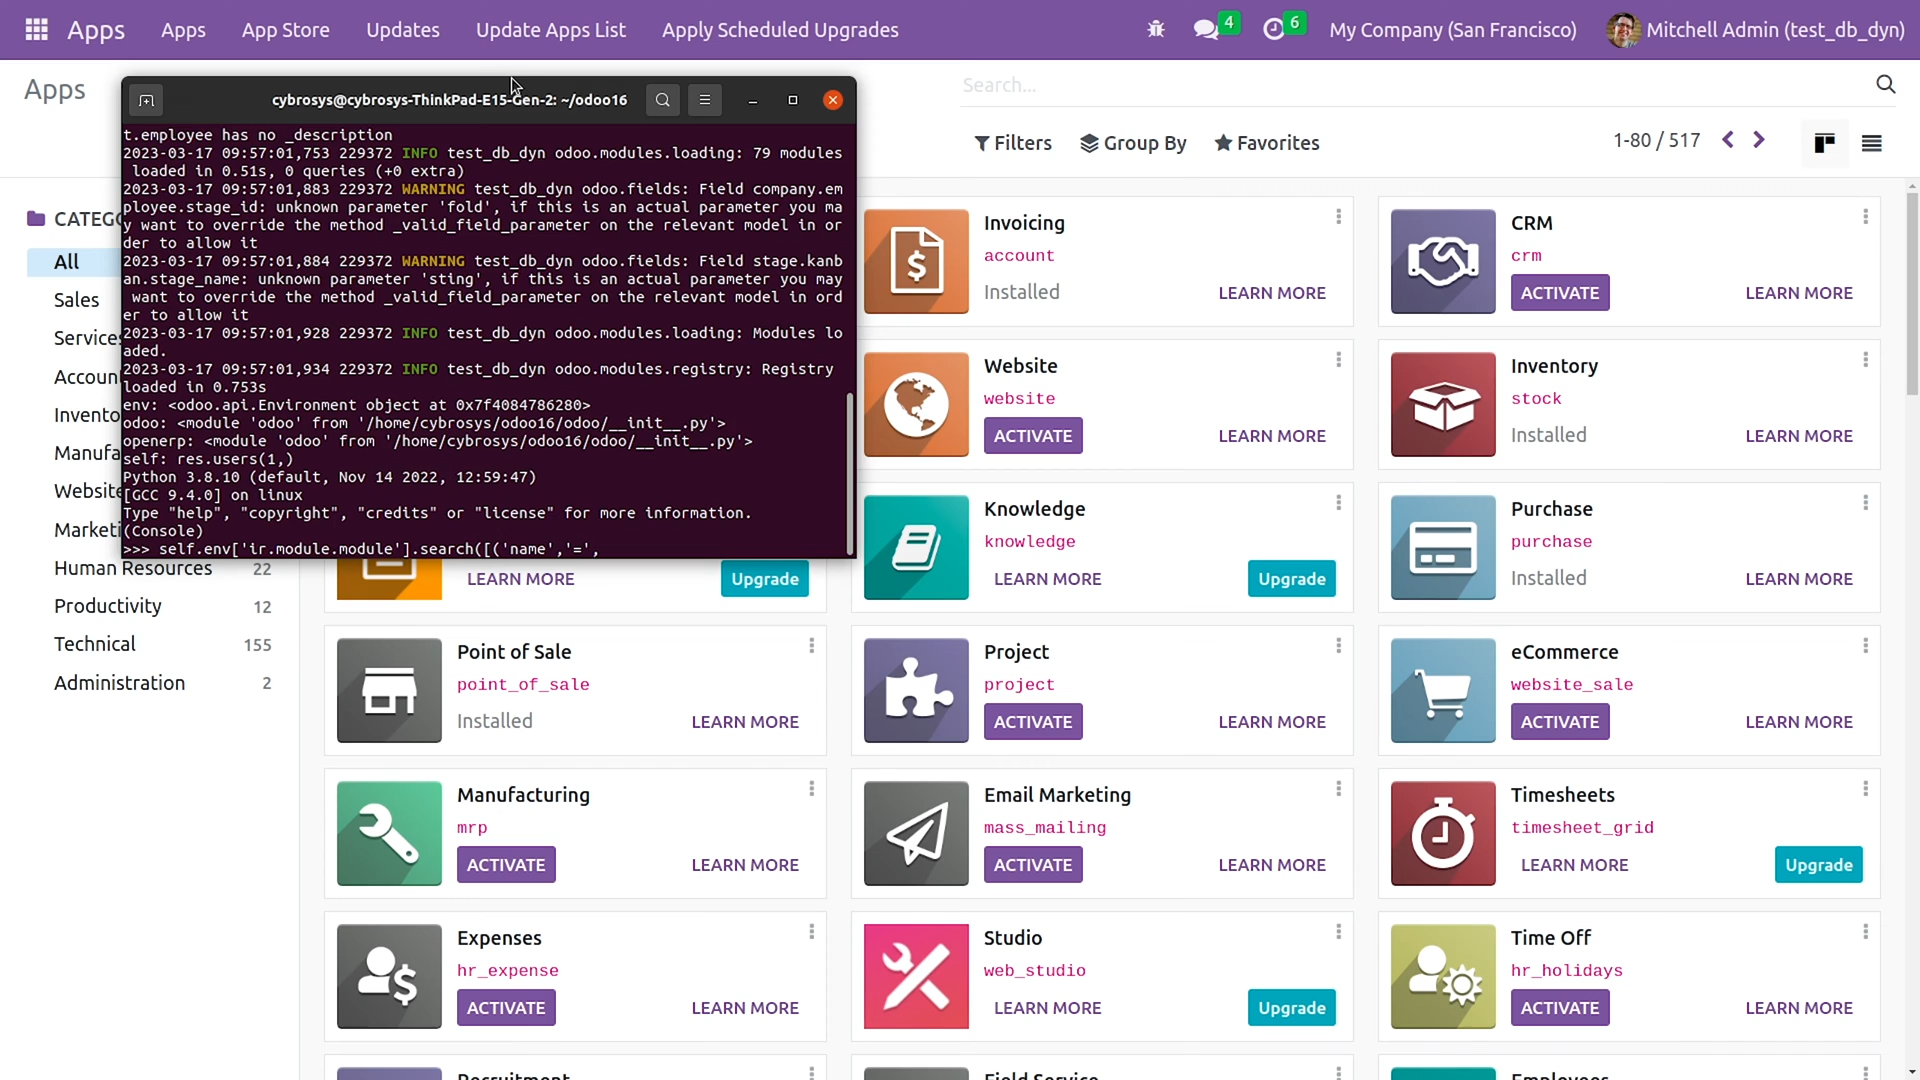 Apps
Apps
App Store
Updates
Update Apps List
Apply Scheduled Upgrades
4
6
My Company (San Francisco)
Mitchell Admin (test_db_dyn)
Apps
Search...
Filters
Group By
Favorites
1-80 / 517
cybrosys@cybrosys-ThinkPad-E15-Gen-2: ~/odoo16
t.employee has no _description
2023-03-17 09:57:01,753 229372 INFO test_db_dyn odoo.modules.loading: 79 modules
loaded in 0.51s, 0 queries (+0 extra)
2023-03-17 09:57:01,883 229372 WARNING test_db_dyn odoo.fields: Field company.em
ployee.stage_id: unknown parameter 'fold', if this is an actual parameter you ma
y want to override the method _valid_field_parameter on the relevant model in or
der to allow it
2023-03-17 09:57:01,884 229372 WARNING test_db_dyn odoo.fields: Field stage.kanb
an.stage_name: unknown parameter 'sting', if this is an actual parameter you may
want to override the method _valid_field_parameter on the relevant model in ord
er to allow it
2023-03-17 09:57:01,928 229372 INFO test_db_dyn odoo.modules.loading: Modules lo
aded.
2023-03-17 09:57:01,934 229372 INFO test_db_dyn odoo.modules.registry: Registry
loaded in 0.753s
env: <odoo.api.Environment object at 0x7f4084786280>
odoo: <module 'odoo' from '/home/cybrosys/odoo16/odoo/__init__.py'>
openerp: <module 'odoo' from '/home/cybrosys/odoo16/odoo/__init__.py'>
self: res.users(1,)
Python 3.8.10 (default, Nov 14 2022, 12:59:47)
[GCC 9.4.0] on linux
Type "help", "copyright", "credits" or "license" for more information.
(Console)
>>> self.env['ir.module.module'].search([('name','=',
CATEG
All
Sales
Services
Accoun
Invento
Manufa
Website
Marketi
Human Resources 22
Productivity 12
Technical 155
Administration 2
Invoicing
account
Installed
LEARN MORE
CRM
crm
ACTIVATE
LEARN MORE
Website
website
ACTIVATE
LEARN MORE
Inventory
stock
Installed
LEARN MORE
LEARN MORE
Upgrade
Knowledge
knowledge
LEARN MORE
Upgrade
Purchase
purchase
Installed
LEARN MORE
Point of Sale
point_of_sale
Installed
LEARN MORE
Project
project
ACTIVATE
LEARN MORE
eCommerce
website_sale
ACTIVATE
LEARN MORE
Manufacturing
mrp
ACTIVATE
LEARN MORE
Email Marketing
mass_mailing
ACTIVATE
LEARN MORE
Timesheets
timesheet_grid
LEARN MORE
Upgrade
Expenses
hr_expense
ACTIVATE
LEARN MORE
Studio
web_studio
LEARN MORE
Upgrade
Time Off
hr_holidays
ACTIVATE
LEARN MORE
Recruitment
Field Service
Employees